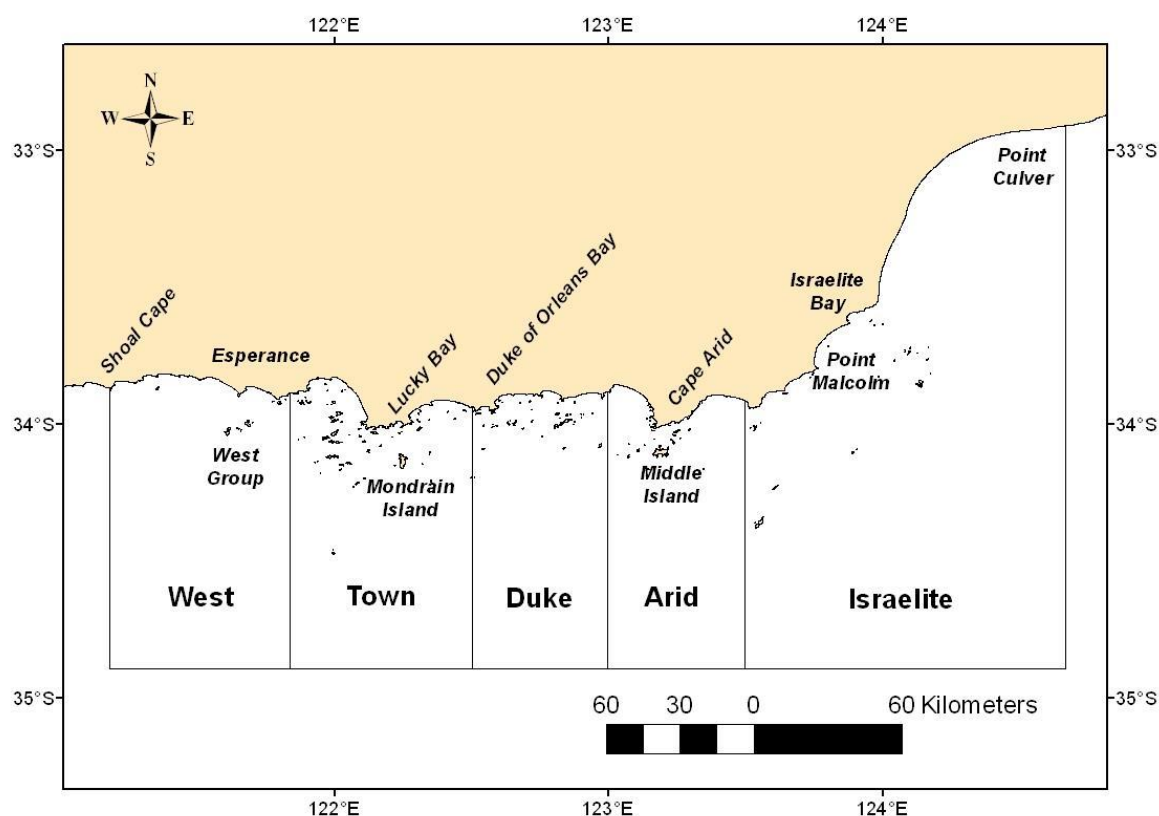 122°E
123°E
124°E
N
W
E
S
33°S
33°S
Point
Culver
Shoal Cape
Esperance
Lucky Bay
Duke of Orleans Bay
Cape Arid
Israelite
Bay
Point
Malcolm
34°S
34°S
West
Group
Mondrain
Island
Middle
Island
West
Town
Duke
Arid
Israelite
35°S
35°S
60
30
0
60 Kilometers
122°E
123°E
124°E